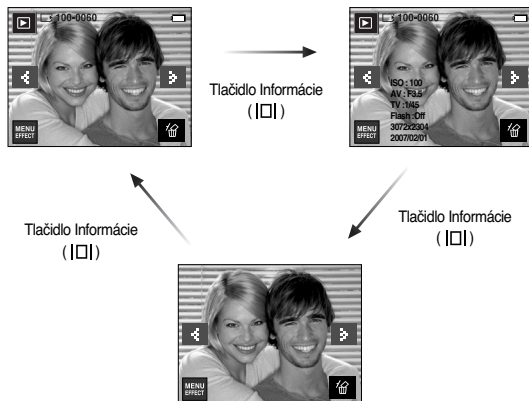 100-0060
MENU
EFFECT
Tlačidlo Informácie
( )
100-0060
ISO : 100
AV : F3.5
TV :1/45
Flash :Off
3072x2304
2007/02/01
MENU
EFFECT
Tlačidlo Informácie
( )
Tlačidlo Informácie
( )
MENU
EFFECT